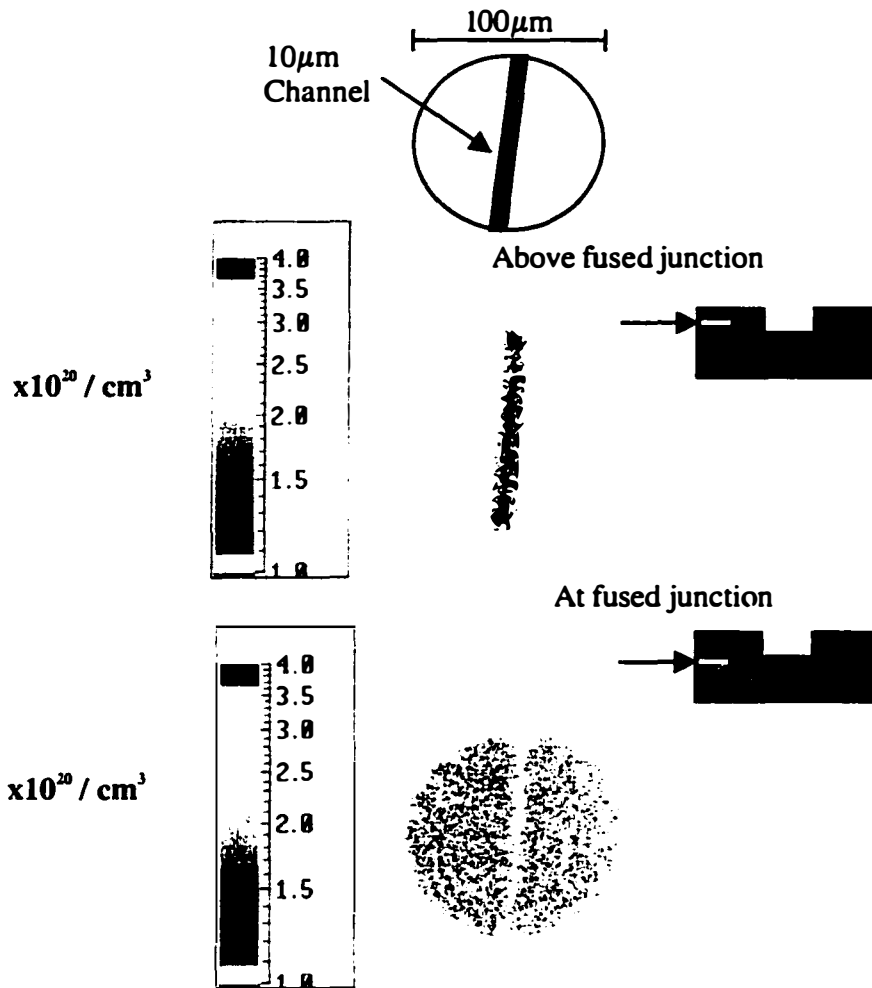 100μm
10μm
Channel
Above fused junction
4.0
3.5
3.0
2.5
x10²⁰ / cm³
2.0
1.5
1.0
At fused junction
4.0
3.5
3.0
2.5
x10²⁰ / cm³
2.0
1.5
1.0